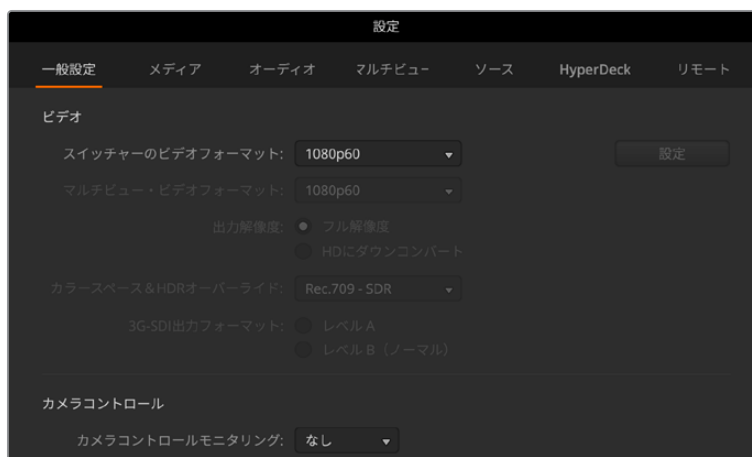 設定
一般設定 メディア オーディオ マルチビュー ソース HyperDeck リモート
ビデオ
スイッチャーのビデオフォーマット: 1080p60 設定
マルチビュー・ビデオフォーマット: 1080p60
出力解像度: フル解像度
HDにダウンコンバート
カラースペース&HDRオーバーライド: Rec.709 - SDR
3G-SDI出力フォーマット: レベル A
レベル B（ノーマル）
カメラコントロール
カメラコントロールモニタリング: なし